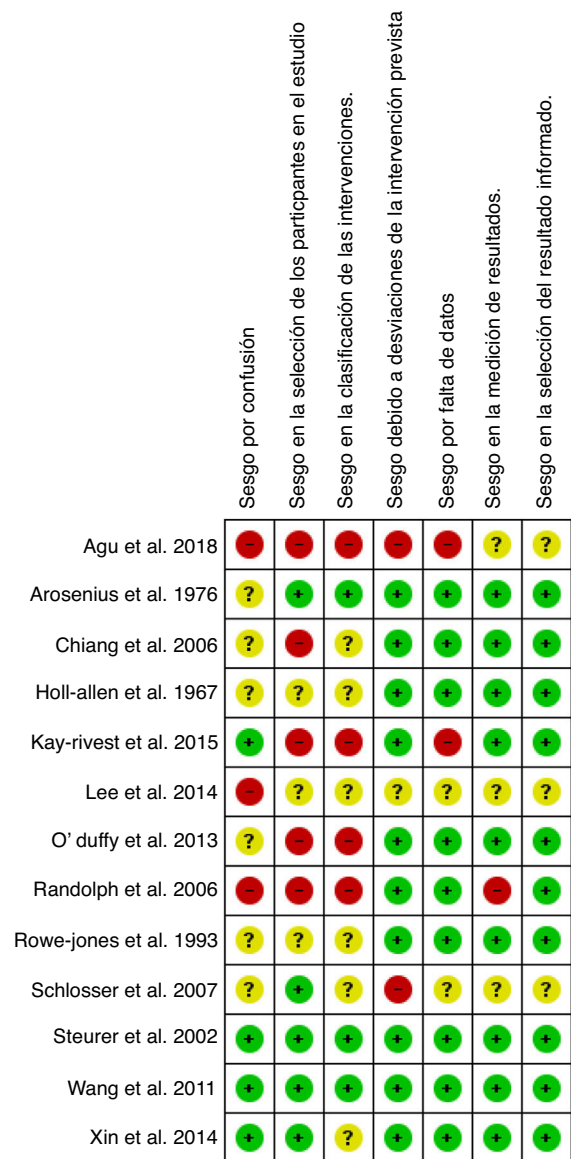 Sesgo por confusión
Sesgo en la selección de los particpantes en el estudio
Sesgo en la clasificación de las intervenciones.
Sesgo debido a desviaciones de la intervención prevista
Sesgo por falta de datos
Sesgo en la medición de resultados.
Sesgo en la selección del resultado informado.
Agu et al. 2018 - - - - - ? ?
Arosenius et al. 1976 ? + + + + + +
Chiang et al. 2006 ? - ? + + + +
Holl-allen et al. 1967 ? ? ? + + + +
Kay-rivest et al. 2015 + - - + - + +
Lee et al. 2014 - ? ? ? ? ? ?
O' duffy et al. 2013 ? - - + + + +
Randolph et al. 2006 - - - + + - +
Rowe-jones et al. 1993 ? ? ? + + + +
Schlosser et al. 2007 ? + ? - ? ? ?
Steurer et al. 2002 + + + + + + +
Wang et al. 2011 + + + + + + +
Xin et al. 2014 + + ? + + + +